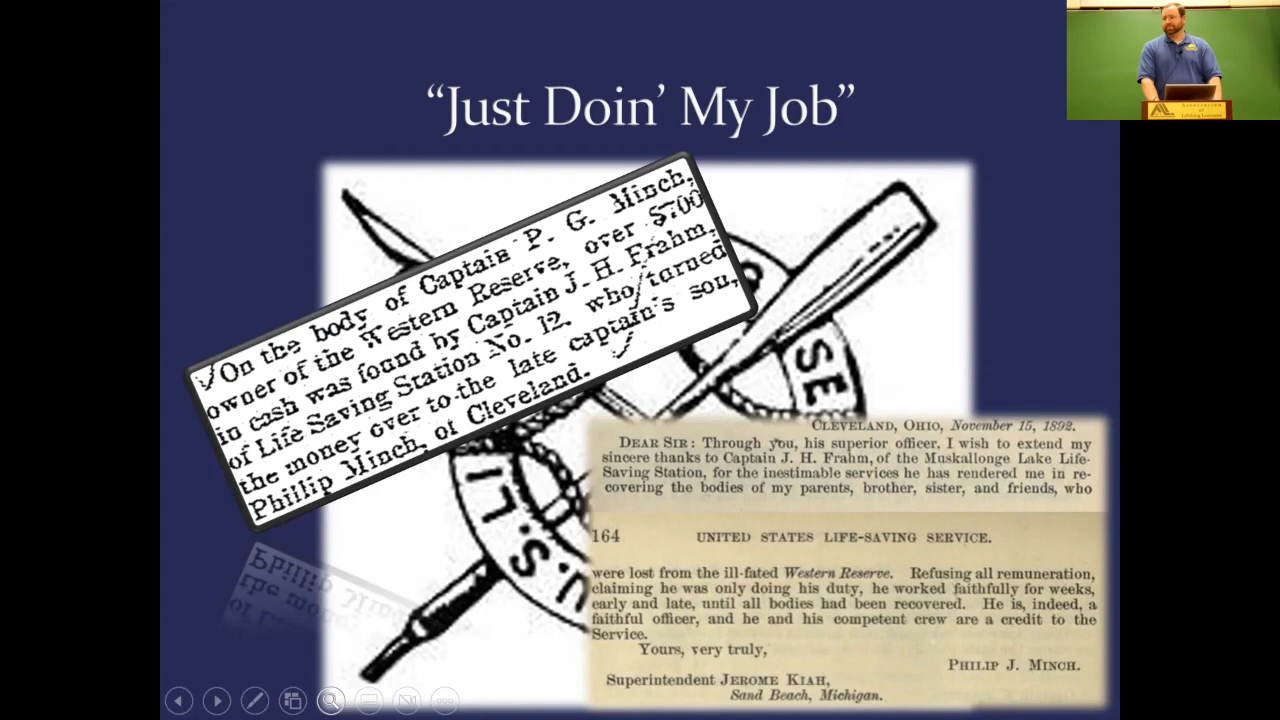 “Just Doin’ My Job”
On the body of Captain P. G. Minch,
owner of the Western Reserve, over $700
in cash was found by Captain J. H. Frahm,
of Life Saving Station No. 12. who turned
the money over to the late captain's son,
Phillip Minch, of Cleveland.
SE
U.S.LI
CLEVELAND, OHIO, November 15, 1892.
DEAR SIR: Through you, his superior officer, I wish to extend my
sincere thanks to Captain J. H. Frahm, of the Muskallonge Lake Life-
Saving Station, for the inestimable services he has rendered me in re-
covering the bodies of my parents, brother, sister, and friends, who
164 UNITED STATES LIFE-SAVING SERVICE.
were lost from the ill-fated Western Reserve. Refusing all remuneration,
claiming he was only doing his duty, he worked faithfully for weeks,
early and late, until all bodies had been recovered. He is, indeed, a
faithful officer, and he and his competent crew are a credit to the
Service.
Yours, very truly,
PHILIP J. MINCH.
Superintendent JEROME KIAH,
Sand Beach, Michigan.
Association
of
Lifelong Learners